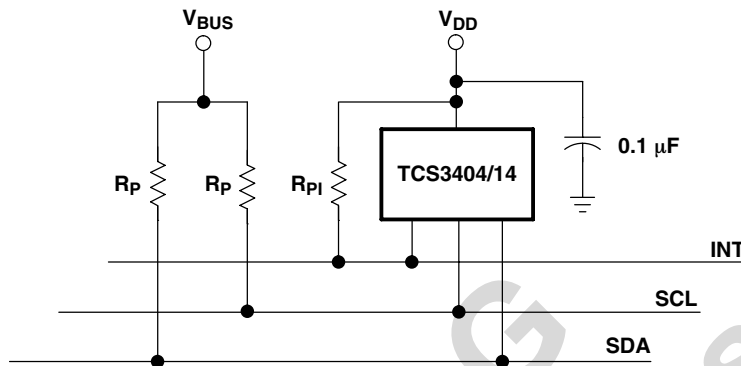 VBUS
VDD
0.1 μF
TCS3404/14
RP
RP
RPI
INT
SCL
SDA